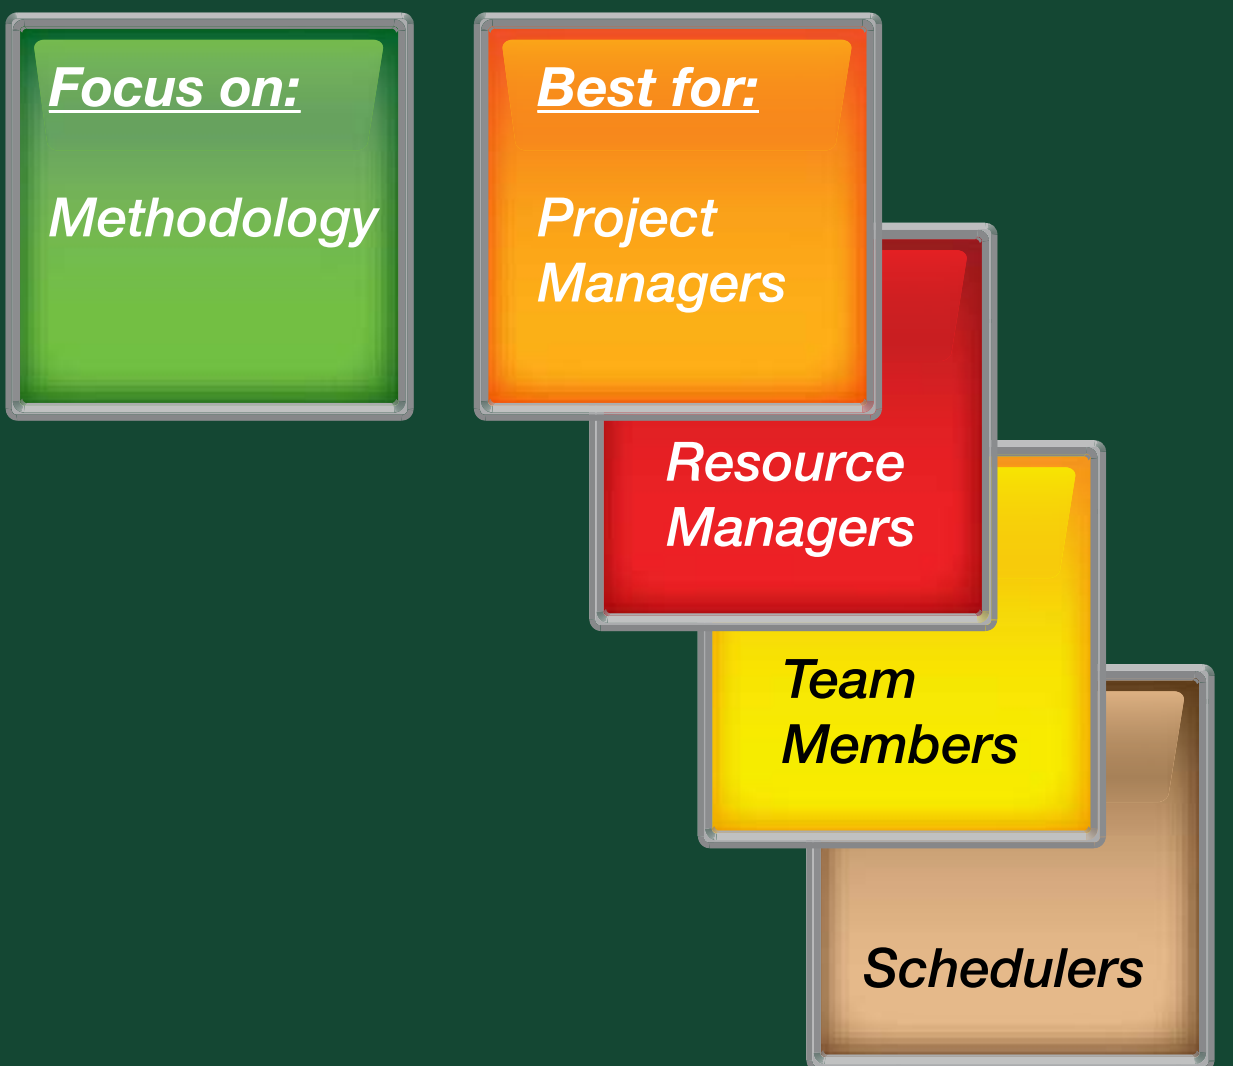 Focus on:
Methodology
Best for:
Project
Managers
Resource
Managers
Team
Members
Schedulers